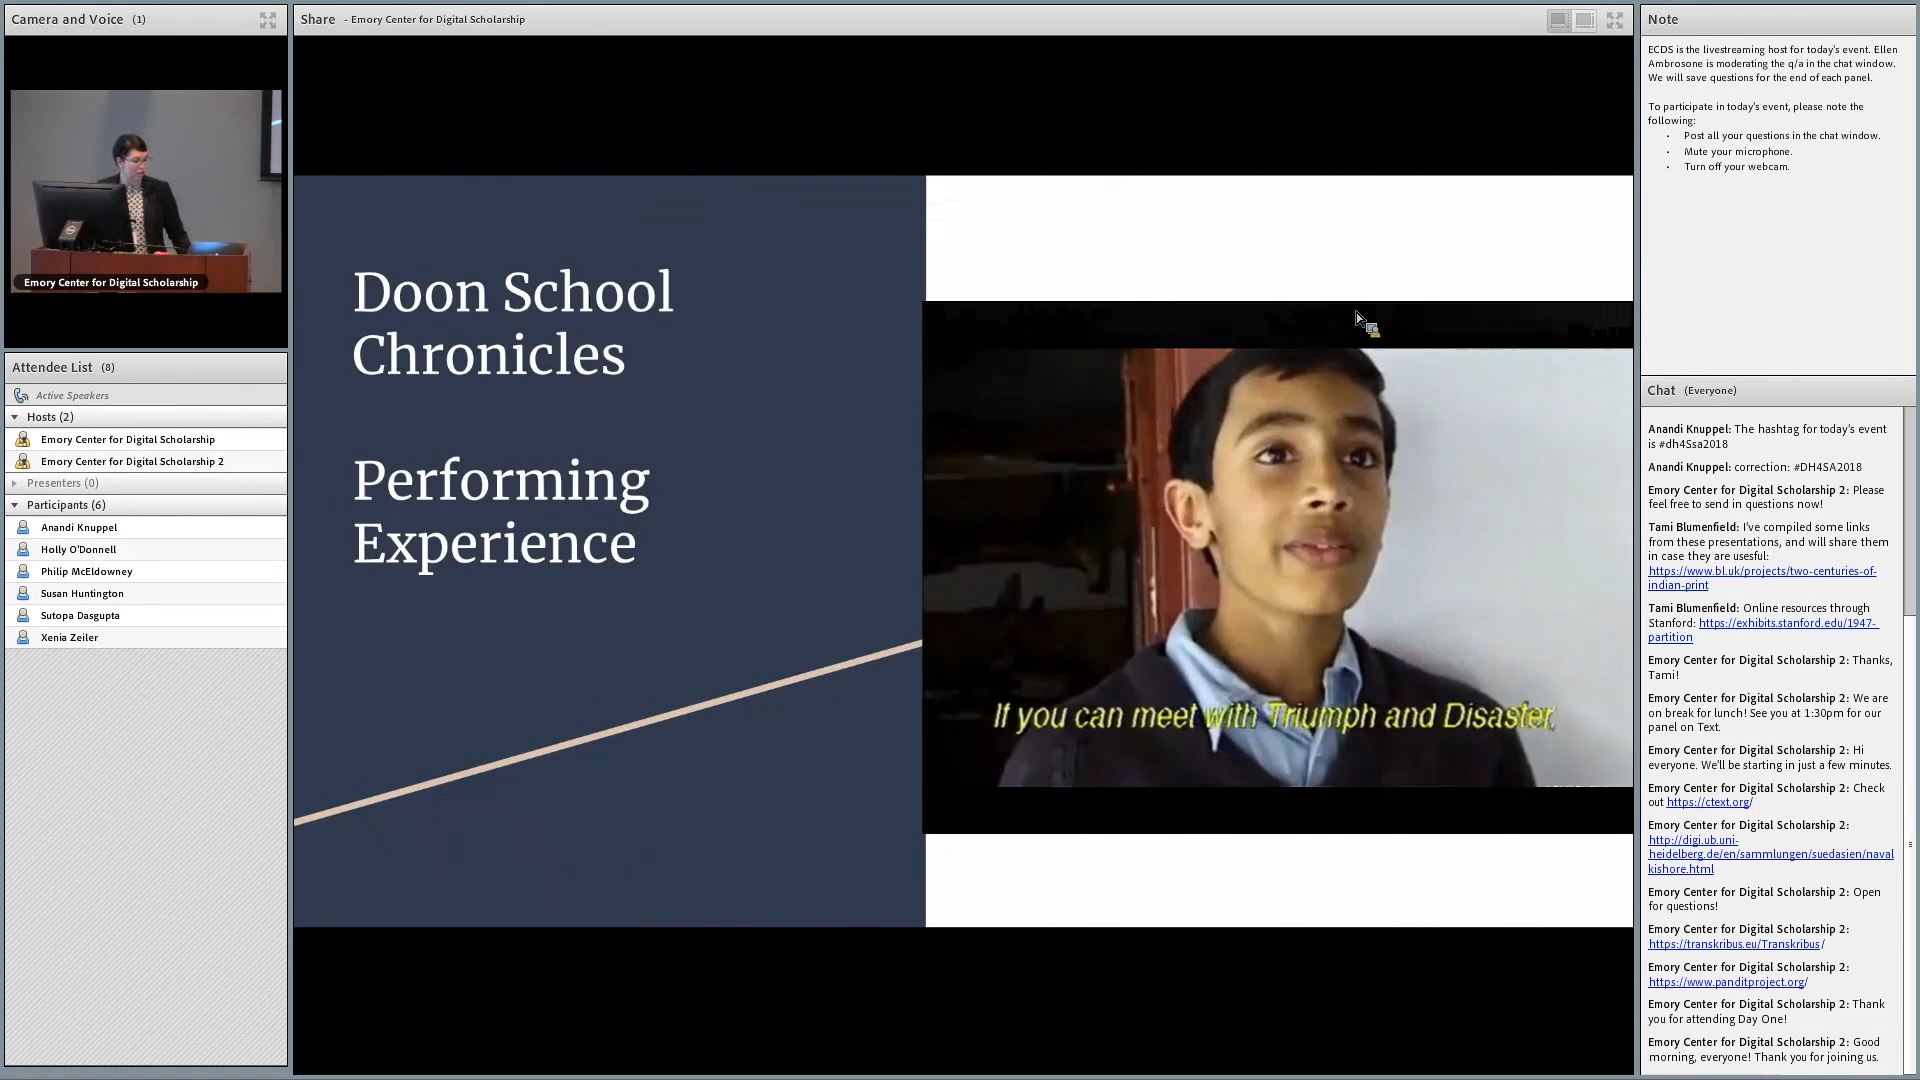 Camera and Voice (1)
Emory Center for Digital Scholarship
Attendee List (8)
Active Speakers
Hosts (2)
Emory Center for Digital Scholarship
Emory Center for Digital Scholarship 2
Presenters (0)
Participants (6)
Anandi Knuppel
Holly O'Donnell
Philip McEldowney
Susan Huntington
Sutopa Dasgupta
Xenia Zeiler
Share - Emory Center for Digital Scholarship
Doon School
Chronicles
Performing
Experience
If you can meet with Triumph and Disaster,
Note
ECDS is the livestreaming host for today's event. Ellen
Ambrosone is moderating the q/a in the chat window.
We will save questions for the end of each panel.
To participate in today's event, please note the
following:
• Post all your questions in the chat window.
• Mute your microphone.
• Turn off your webcam.
Chat (Everyone)
Anandi Knuppel: The hashtag for today's event
is #dh4Ssa2018
Anandi Knuppel: correction: #DH4SA2018
Emory Center for Digital Scholarship 2: Please
feel free to send in questions now!
Tami Blumenfield: I've compiled some links
from these presentations, and will share them
in case they are usesful:
https://www.bl.uk/projects/two-centuries-of-
indian-print
Tami Blumenfield: Online resources through
Stanford: https://exhibits.stanford.edu/1947-
partition
Emory Center for Digital Scholarship 2: Thanks,
Tami!
Emory Center for Digital Scholarship 2: We are
on break for lunch! See you at 1:30pm for our
panel on Text.
Emory Center for Digital Scholarship 2: Hi
everyone. We'll be starting in just a few minutes.
Emory Center for Digital Scholarship 2: Check
out https://ctext.org/
Emory Center for Digital Scholarship 2:
http://digi.ub.uni-
heidelberg.de/en/sammlungen/suedasien/naval
kishore.html
Emory Center for Digital Scholarship 2: Open
for questions!
Emory Center for Digital Scholarship 2:
https://transkribus.eu/Transkribus/
Emory Center for Digital Scholarship 2:
https://www.panditproject.org/
Emory Center for Digital Scholarship 2: Thank
you for attending Day One!
Emory Center for Digital Scholarship 2: Good
morning, everyone! Thank you for joining us.